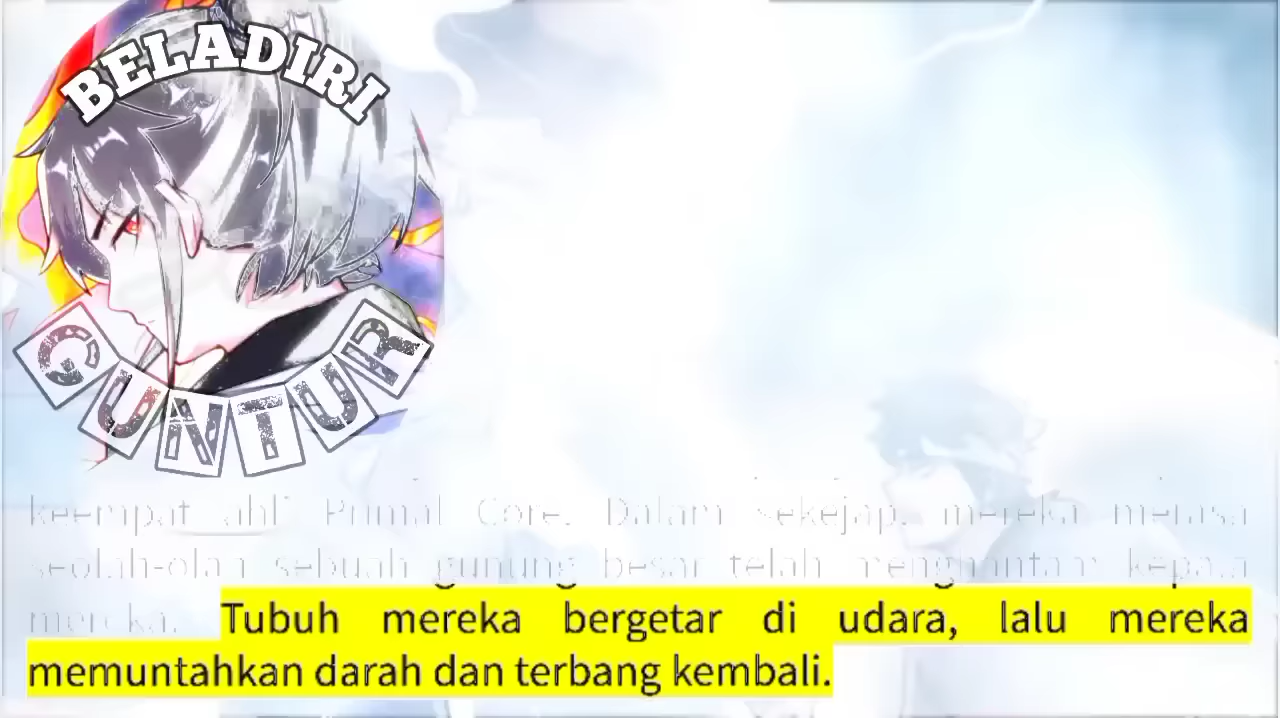 BELADIRI
GUNTUR
keempat ahli Primal Core. Dalam sekejap, mereka merasa
seolah-olah sebuah gunung besar telah menghantam kepala
mereka. Tubuh mereka bergetar di udara, lalu mereka
memuntahkan darah dan terbang kembali.